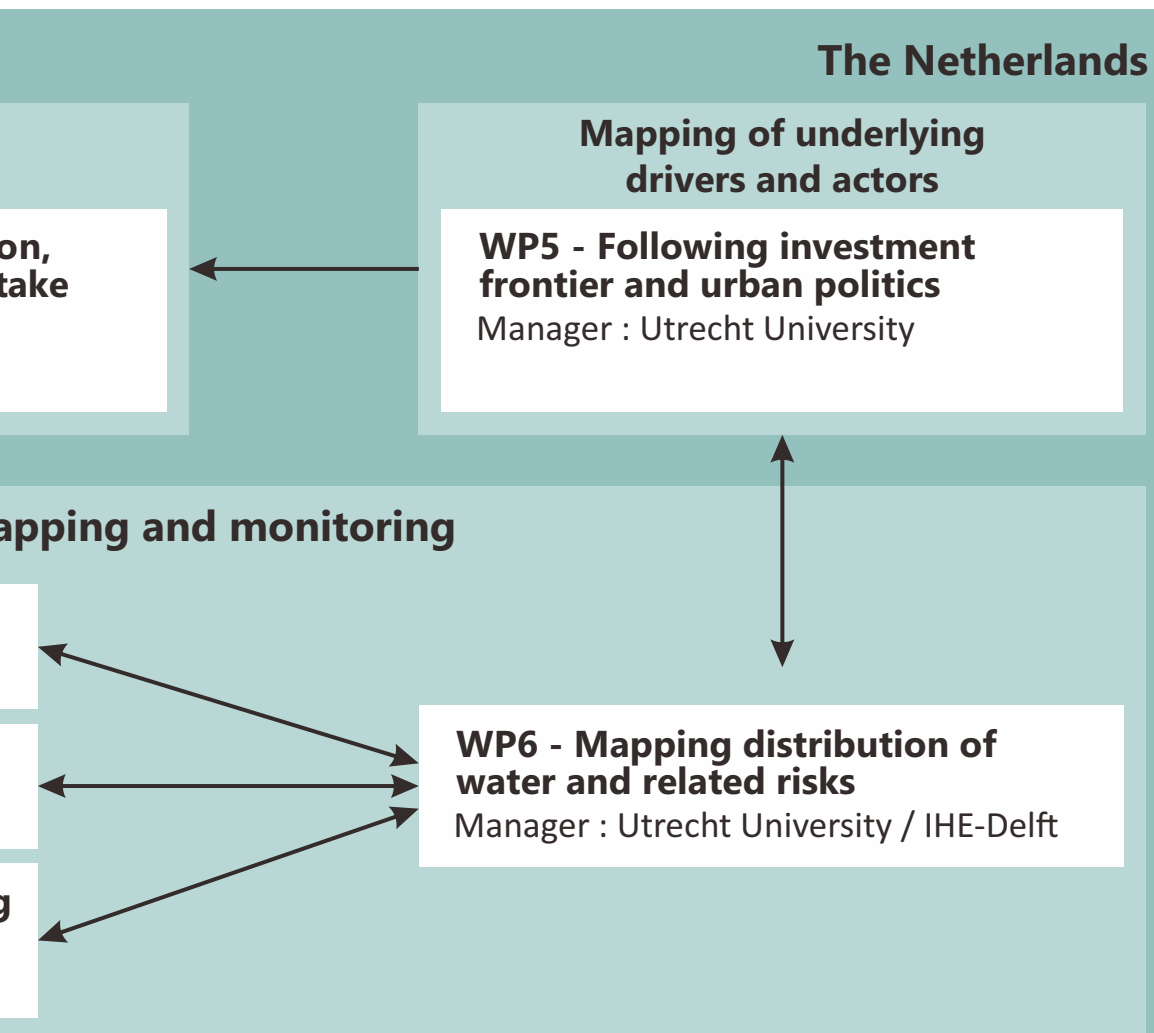 The Netherlands
Mapping of underlying
drivers and actors
on,
take
WP5 - Following investment
frontier and urban politics
Manager : Utrecht University
apping and monitoring
WP6 - Mapping distribution of
water and related risks
Manager : Utrecht University / IHE-Delft
g